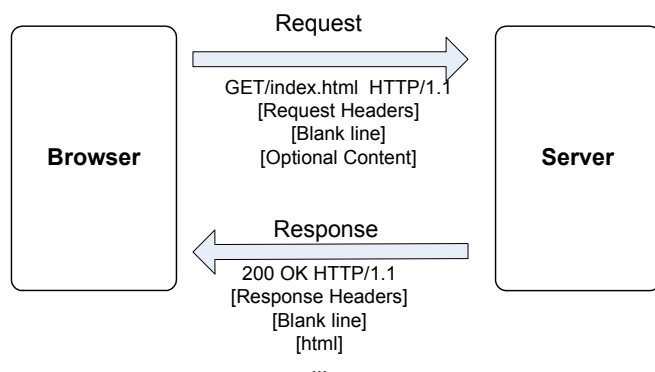 Request
GET/index.html HTTP/1.1
[Request Headers]
[Blank line]
[Optional Content]
Browser
Server
Response
200 OK HTTP/1.1
[Response Headers]
[Blank line]
[html]
...